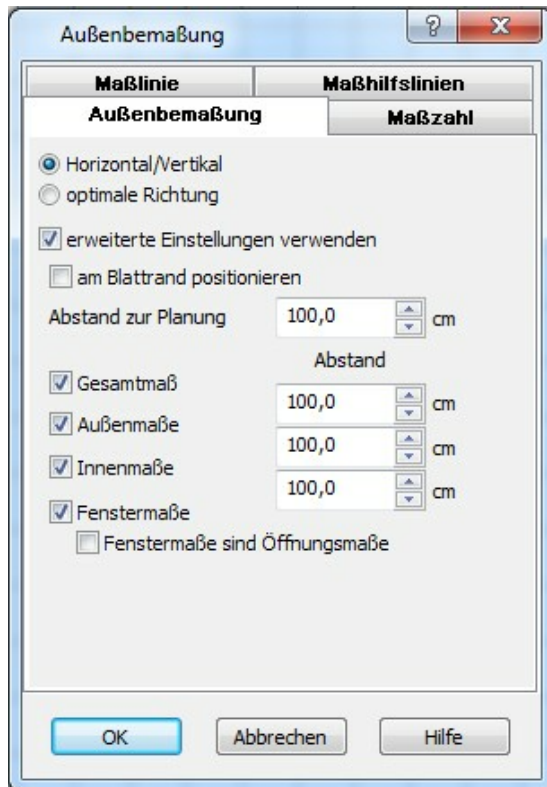 Außenbemaßung
?
X
Maßlinie
Maßhilfslinien
Außenbemaßung
Maßzahl
Horizontal/Vertikal
optimale Richtung
erweiterte Einstellungen verwenden
am Blattrand positionieren
Abstand zur Planung 100,0 cm
Abstand
Gesamtmaß
100,0 cm
Außenmaße
100,0 cm
Innenmaße
100,0 cm
Fenstermaße
Fenstermaße sind Öffnungsmaße
OK
Abbrechen
Hilfe